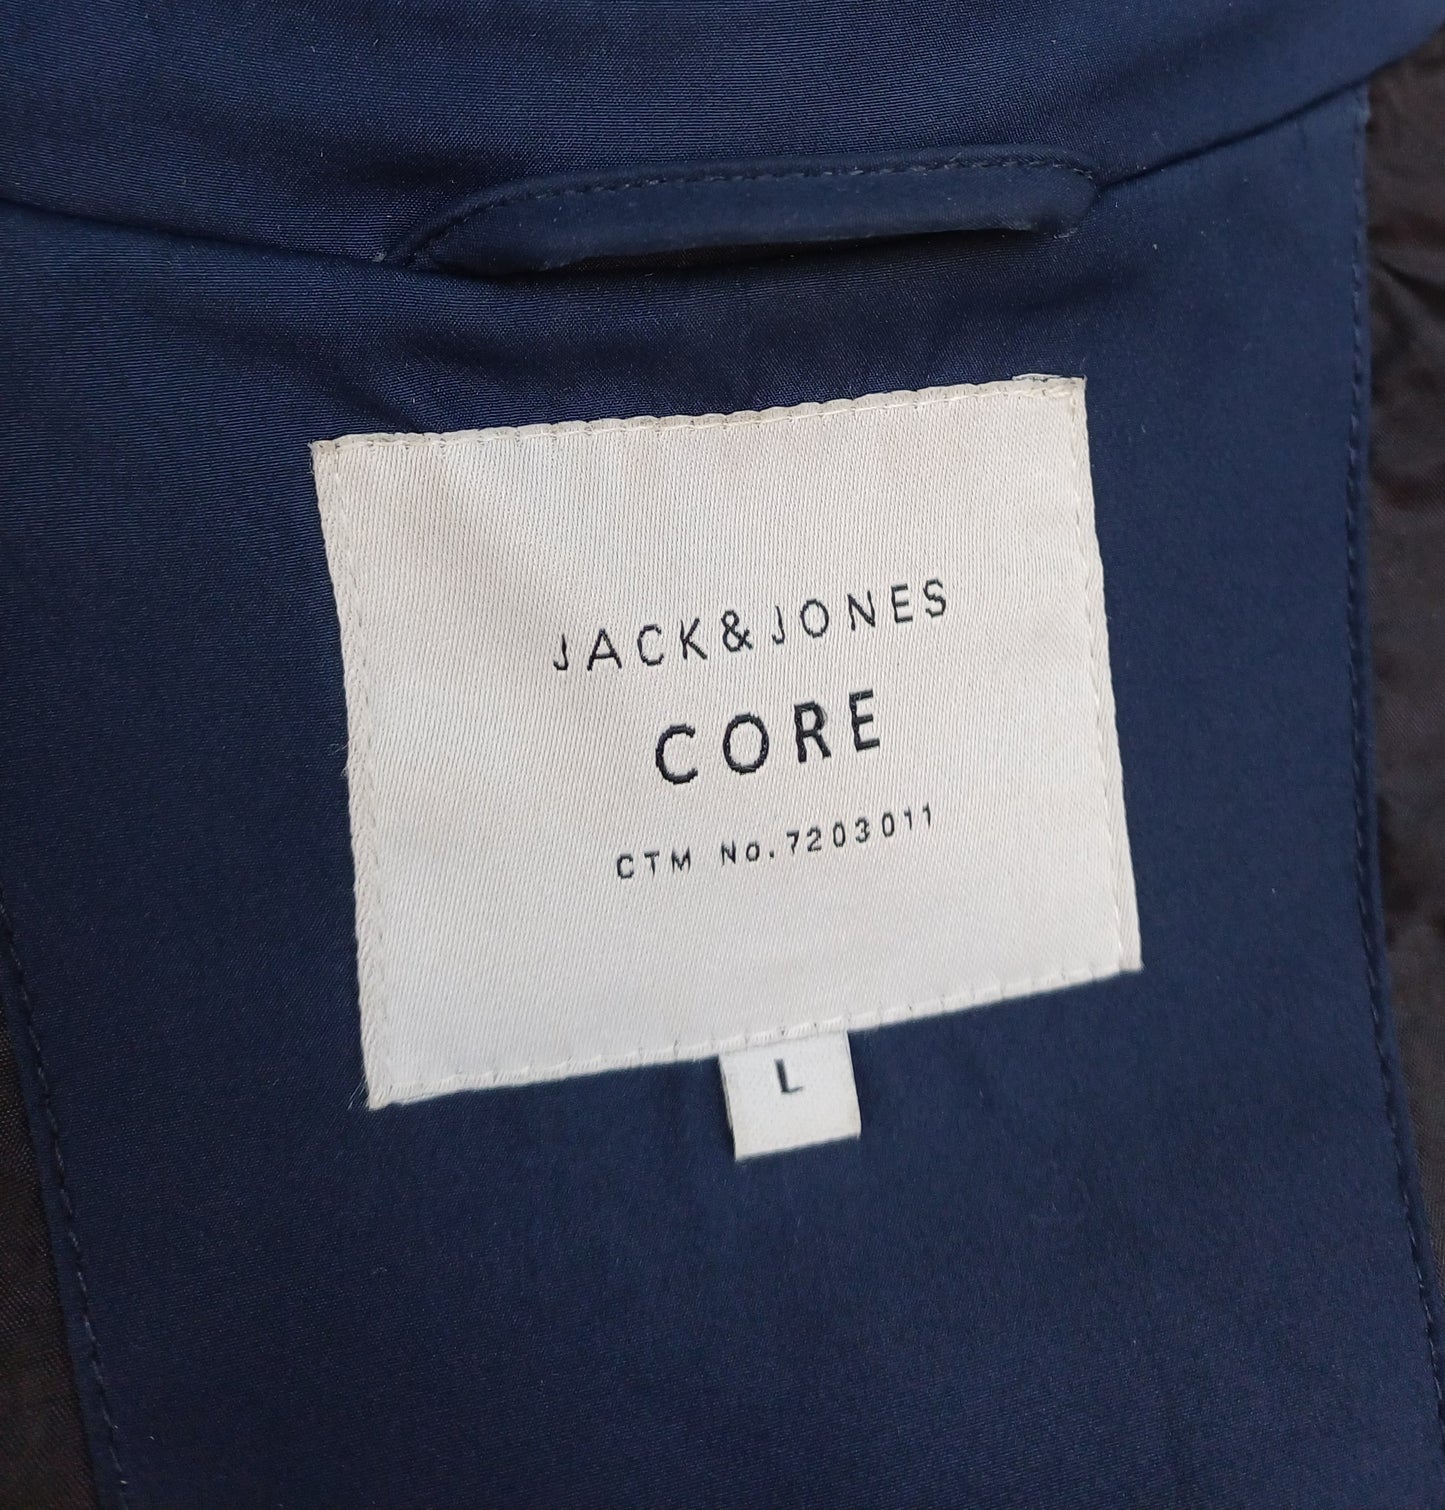 JACK&JONES
CORE
CTM No.7203011
L